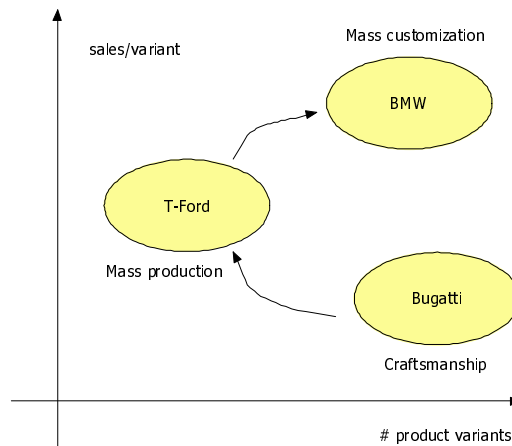 Mass customization
sales/variant
BMW
T-Ford
Mass production
Bugatti
Craftsmanship
# product variants